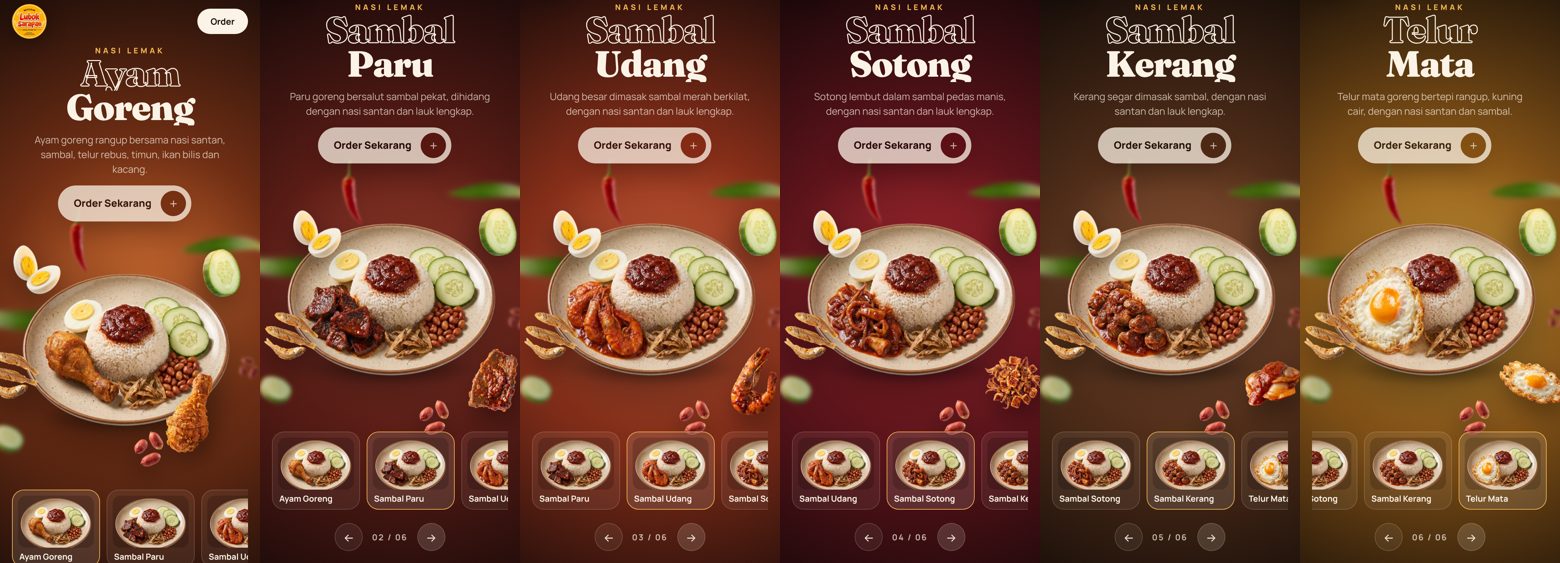 Lubok
Sarapan
Order
NASI LEMAK
Ayam
Goreng
Ayam goreng rangup bersama nasi santan,
sambal, telur rebus, timun, ikan bilis dan
kacang.
Order Sekarang
Ayam Goreng
Sambal Paru
Sambal Ud
NASI LEMAK
Sambal
Paru
Paru goreng bersalut sambal pekat, dihidang
dengan nasi santan dan lauk lengkap.
Order Sekarang
Ayam Goreng
Sambal Paru
Sambal Ud
02 / 06
NASI LEMAK
Sambal
Udang
Udang besar dimasak sambal merah berkilat,
dengan nasi santan dan lauk lengkap.
Order Sekarang
Sambal Paru
Sambal Udang
Sambal So
03 / 06
NASI LEMAK
Sambal
Sotong
Sotong lembut dalam sambal pedas manis,
dengan nasi santan dan lauk lengkap.
Order Sekarang
Sambal Udang
Sambal Sotong
Sambal Ke
04 / 06
NASI LEMAK
Sambal
Kerang
Kerang segar dimasak sambal, dengan nasi
santan dan lauk lengkap.
Order Sekarang
Sambal Sotong
Sambal Kerang
Telur Mata
05 / 06
NASI LEMAK
Telur
Mata
Telur mata goreng bertepi rangup, kuning
cair, dengan nasi santan dan sambal.
Order Sekarang
Sotong
Sambal Kerang
Telur Mata
06 / 06